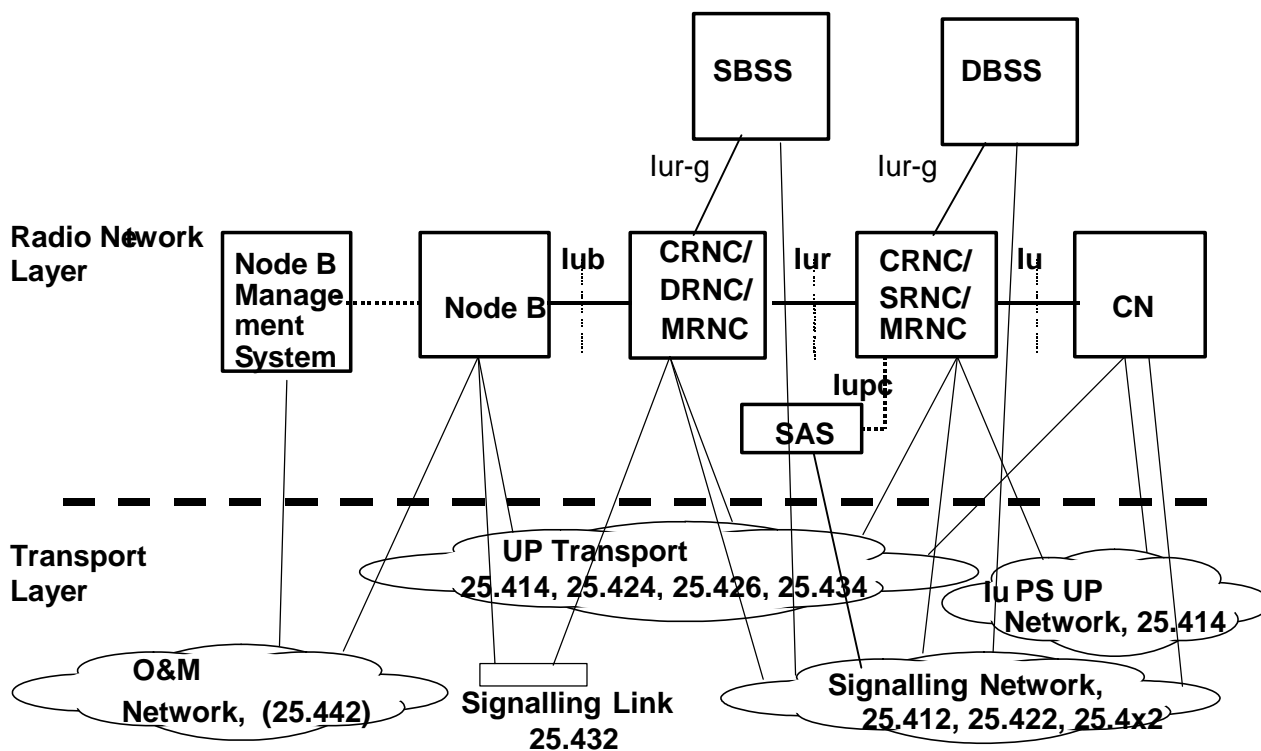 SBSS
DBSS
Iur-g
Iur-g
Radio Network
Layer
Node B
Manage
ment
System
Node B
Iub
CRNC/
DRNC/
MRNC
Iur
CRNC/
SRNC/
MRNC
Iu
CN
Iupc
SAS
Transport
Layer
UP Transport
25.414, 25.424, 25.426, 25.434
Iu PS UP
Network, 25.414
O&M
Network, (25.442)
Signalling Link
25.432
Signalling Network,
25.412, 25.422, 25.4x2